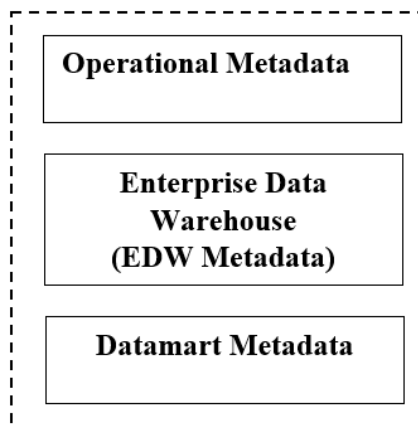 Operational Metadata
Enterprise Data
Warehouse
(EDW Metadata)
Datamart Metadata